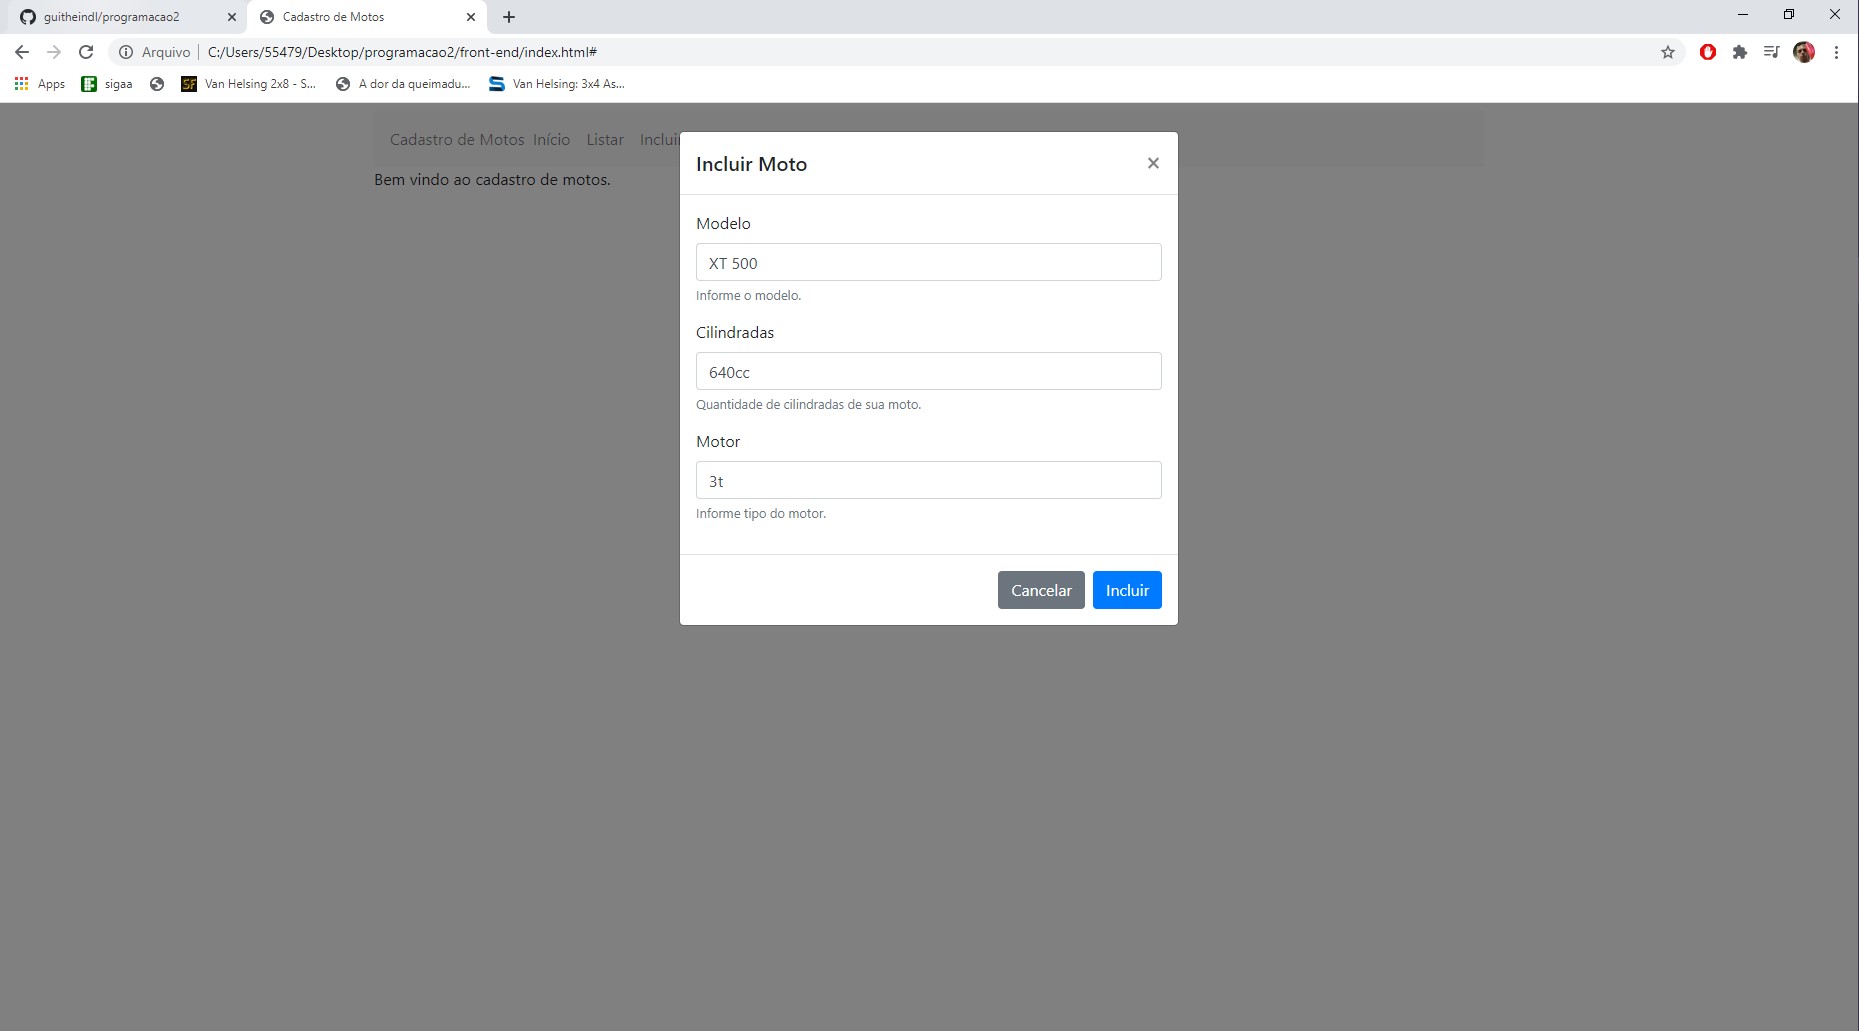 guitheindl/programacao2
Cadastro de Motos
Arquivo | C:/Users/55479/Desktop/programacao2/front-end/index.html#
Apps sigaa Van Helsing 2x8 - S... A dor da queimadu... Van Helsing: 3x4 As...
Cadastro de Motos Início Listar Incluir
Bem vindo ao cadastro de motos.
Incluir Moto ×
Modelo
XT 500
Informe o modelo.
Cilindradas
640cc
Quantidade de cilindradas de sua moto.
Motor
3t
Informe tipo do motor.
Cancelar Incluir